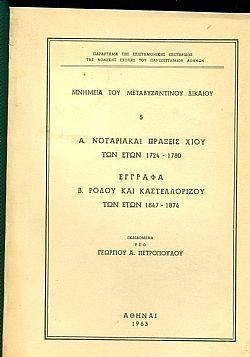 ΠΑΡΑΡΤΗΜΑ ΤΗΣ ΕΠΙΣΤΗΜΟΝΙΚΗΣ ΕΠΕΤΗΡΙΔΟΣ
ΤΗΣ ΝΟΜΙΚΗΣ ΣΧΟΛΗΣ ΤΟΥ ΠΑΝΕΠΙΣΤΗΜΙΟΥ ΑΘΗΝΩΝ
ΜΝΗΜΕΙΑ ΤΟΥ ΜΕΤΑΒΥΖΑΝΤΙΝΟΥ ΔΙΚΑΙΟΥ
5
Α. ΝΟΤΑΡΙΑΚΑΙ ΠΡΑΞΕΙΣ ΧΙΟΥ
ΤΩΝ ΕΤΩΝ 1724 - 1780
ΕΓΓΡΑΦΑ
Β. ΡΟΔΟΥ ΚΑΙ ΚΑΣΤΕΛΛΟΡΙΖΟΥ
ΤΩΝ ΕΤΩΝ 1847 - 1874
ΕΚΔΙΔΟΜΕΝΑ
ΥΠΟ
ΓΕΩΡΓΙΟΥ Α. ΠΕΤΡΟΠΟΥΛΟΥ
ΑΘΗΝΑΙ
1963